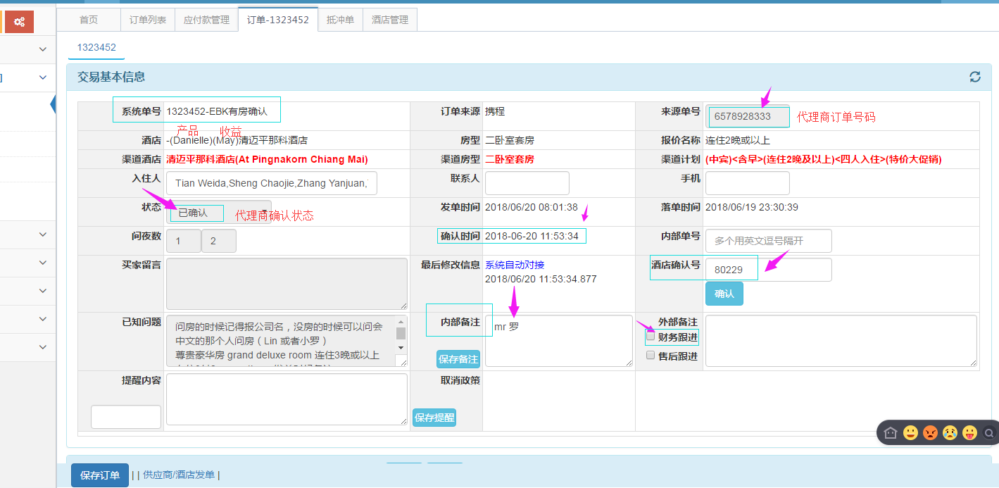 首页 订单列表 应付款管理 订单-1323452 抵冲单 酒店管理
1323452
交易基本信息
系统单号 1323452-EBK有房确认 订单来源 携程 来源单号 6578928333 代理商订单号码
产品 收益
酒店 -(Danielle)(May)清迈平那科酒店 房型 二卧室套房 报价名称 连住2晚或以上
渠道酒店 清迈平那科酒店(At Pingnakorn Chiang Mai) 渠道房型 二卧室套房 渠道计划 (中宾)<含早>(连住2晚及以上)<四人入住>(特价大促销)
入住人 Tian Weida,Sheng Chaojie,Zhang Yanjuan, 联系人 手机
状态 已确认 代理商确认状态 发单时间 2018/06/20 08:01:38 落单时间 2018/06/19 23:30:39
间夜数 1 2 确认时间 2018-06-20 11:53:34 内部单号 多个用英文逗号隔开
买家留言 最后修改信息 系统自动对接 酒店确认号 80229
2018/06/20 11:53:34.877
确认
已知问题 问房的时候记得报公司名，没房的时候可以问会 内部备注 mr 罗 外部备注
中文的那个人问房（Lin 或者小罗） 财务跟进
尊贵豪华房 grand deluxe room 连住3晚或以上 保存备注 售后跟进
提醒内容 取消政策
保存提醒
保存订单 | | 供应商/酒店发单 |